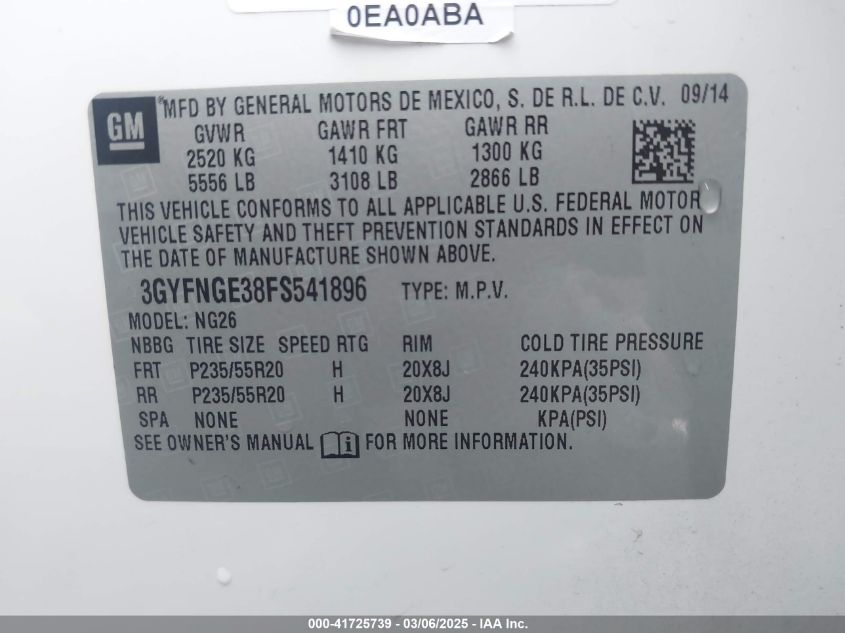 0EA0ABA
GM
®MFD BY GENERAL MOTORS DE MEXICO, S. DE R.L. DE C.V. 09/14
GVWR GAWR FRT GAWR RR
2520 KG 1410 KG 1300 KG
5556 LB 3108 LB 2866 LB
THIS VEHICLE CONFORMS TO ALL APPLICABLE U.S. FEDERAL MOTOR
VEHICLE SAFETY AND THEFT PREVENTION STANDARDS IN EFFECT ON
THE DATE OF MANUFACTURE SHOWN ABOVE.
3GYFNGE38FS541896 TYPE: M.P.V.
MODEL: NG26
NBBG TIRE SIZE SPEED RTG RIM COLD TIRE PRESSURE
FRT P235/55R20 H 20X8J 240KPA(35PSI)
RR P235/55R20 H 20X8J 240KPA(35PSI)
SPA NONE NONE KPA(PSI)
SEE OWNER'S MANUAL FOR MORE INFORMATION.
000-41725739 - 03/06/2025 - IAA Inc.